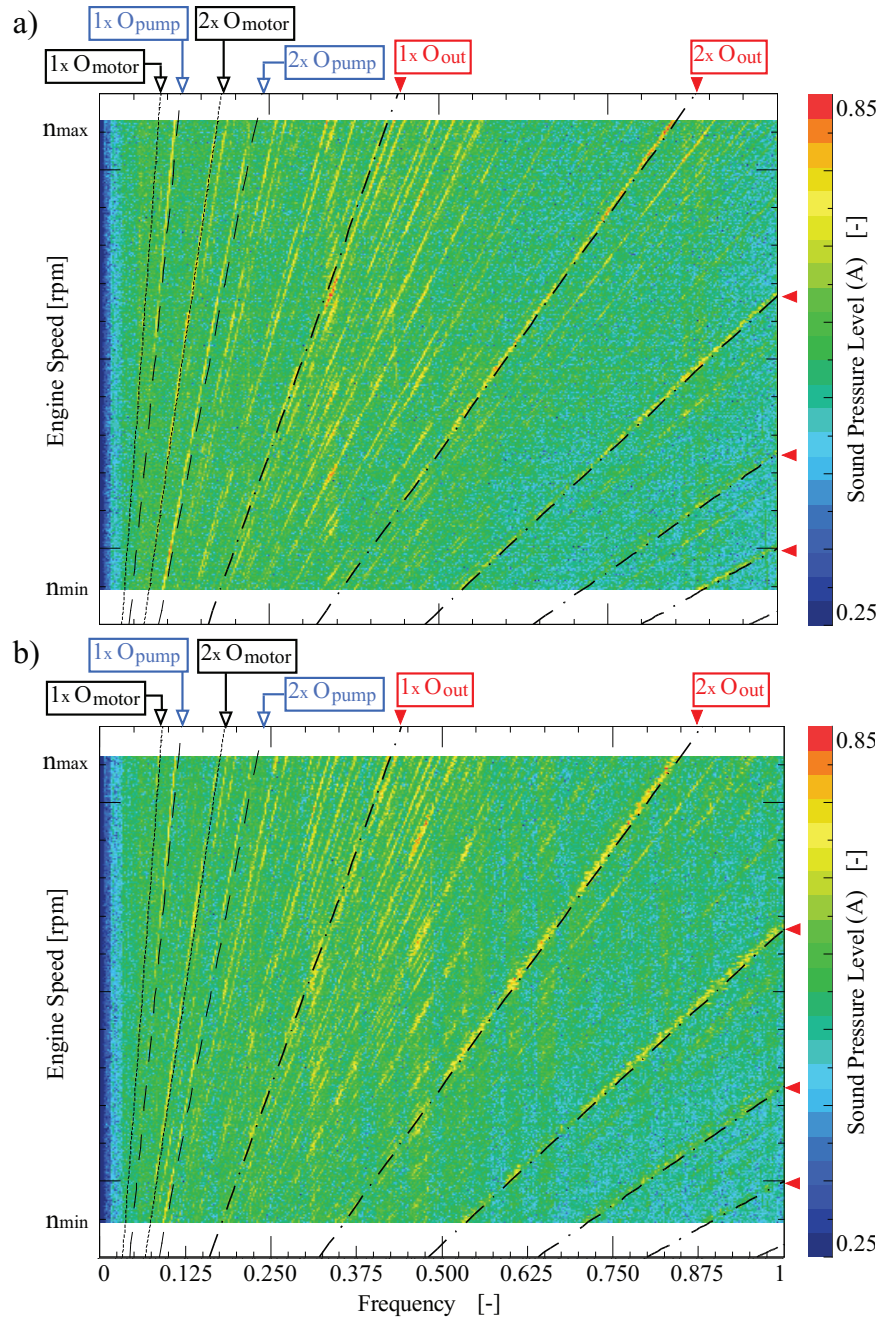 a)
1x Opump
2x Omotor
1x Omotor
2x Opump
1x Oout
2x Oout
nmax
Engine Speed [rpm]
nmin
0.85
Sound Pressure Level (A) [-]
0.25
b)
1x Opump
2x Omotor
1x Omotor
2x Opump
1x Oout
2x Oout
nmax
Engine Speed [rpm]
nmin
0.85
Sound Pressure Level (A) [-]
0.25
0 0.125 0.250 0.375 0.500 0.625 0.750 0.875 1
Frequency [-]